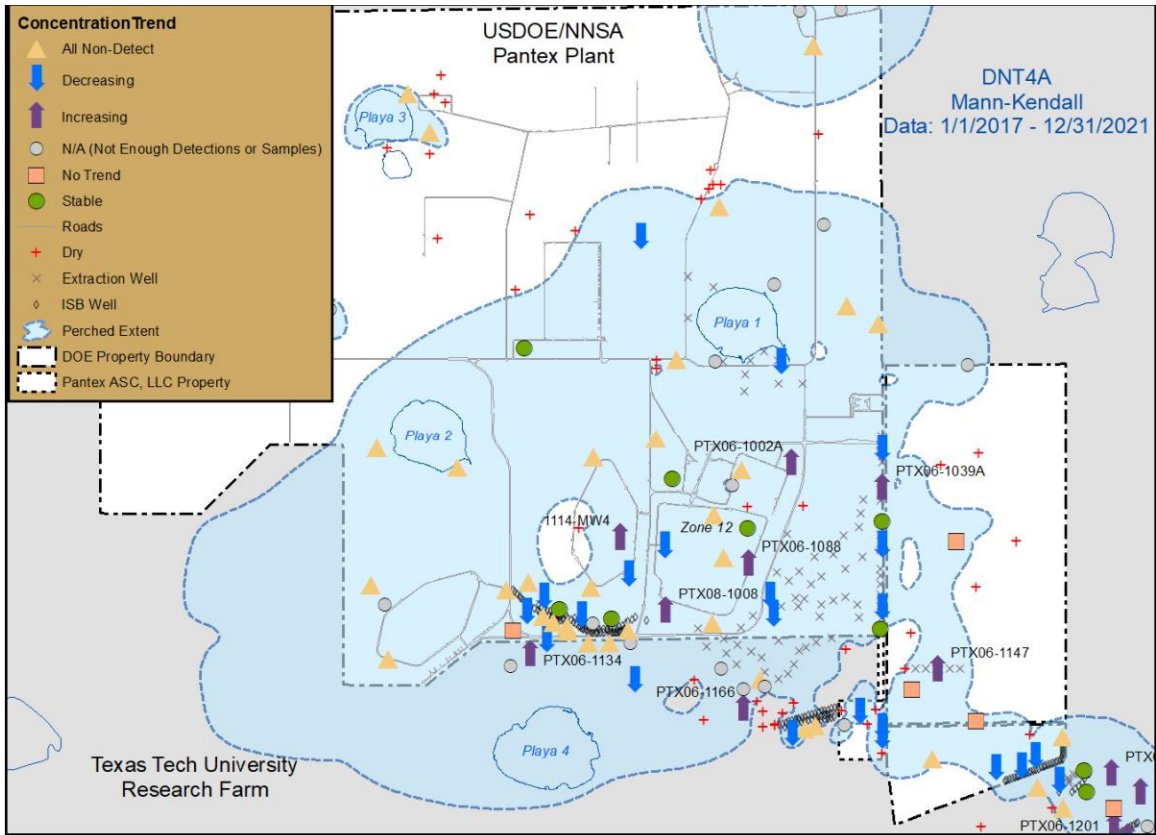 ConcentrationTrend
All Non-Detect
Decreasing
Increasing
N/A (Not Enough Detections or Samples)
No Trend
Stable
Roads
Dry
Extraction Well
ISB Well
Perched Extent
DOE Property Boundary
Pantex ASC, LLC Property
USDOE/NNSA
Pantex Plant
DNT4A
Mann-Kendall
Data: 1/1/2017 - 12/31/2021
Playa 3
Playa 1
Playa 2
PTX06-1002A
PTX06-1039A
1114-MW4
Zone 12
PTX06-1088
PTX08-1008
PTX06-1134
PTX06-1147
PTX06-1166
Playa 4
Texas Tech University
Research Farm
PTX06-1201